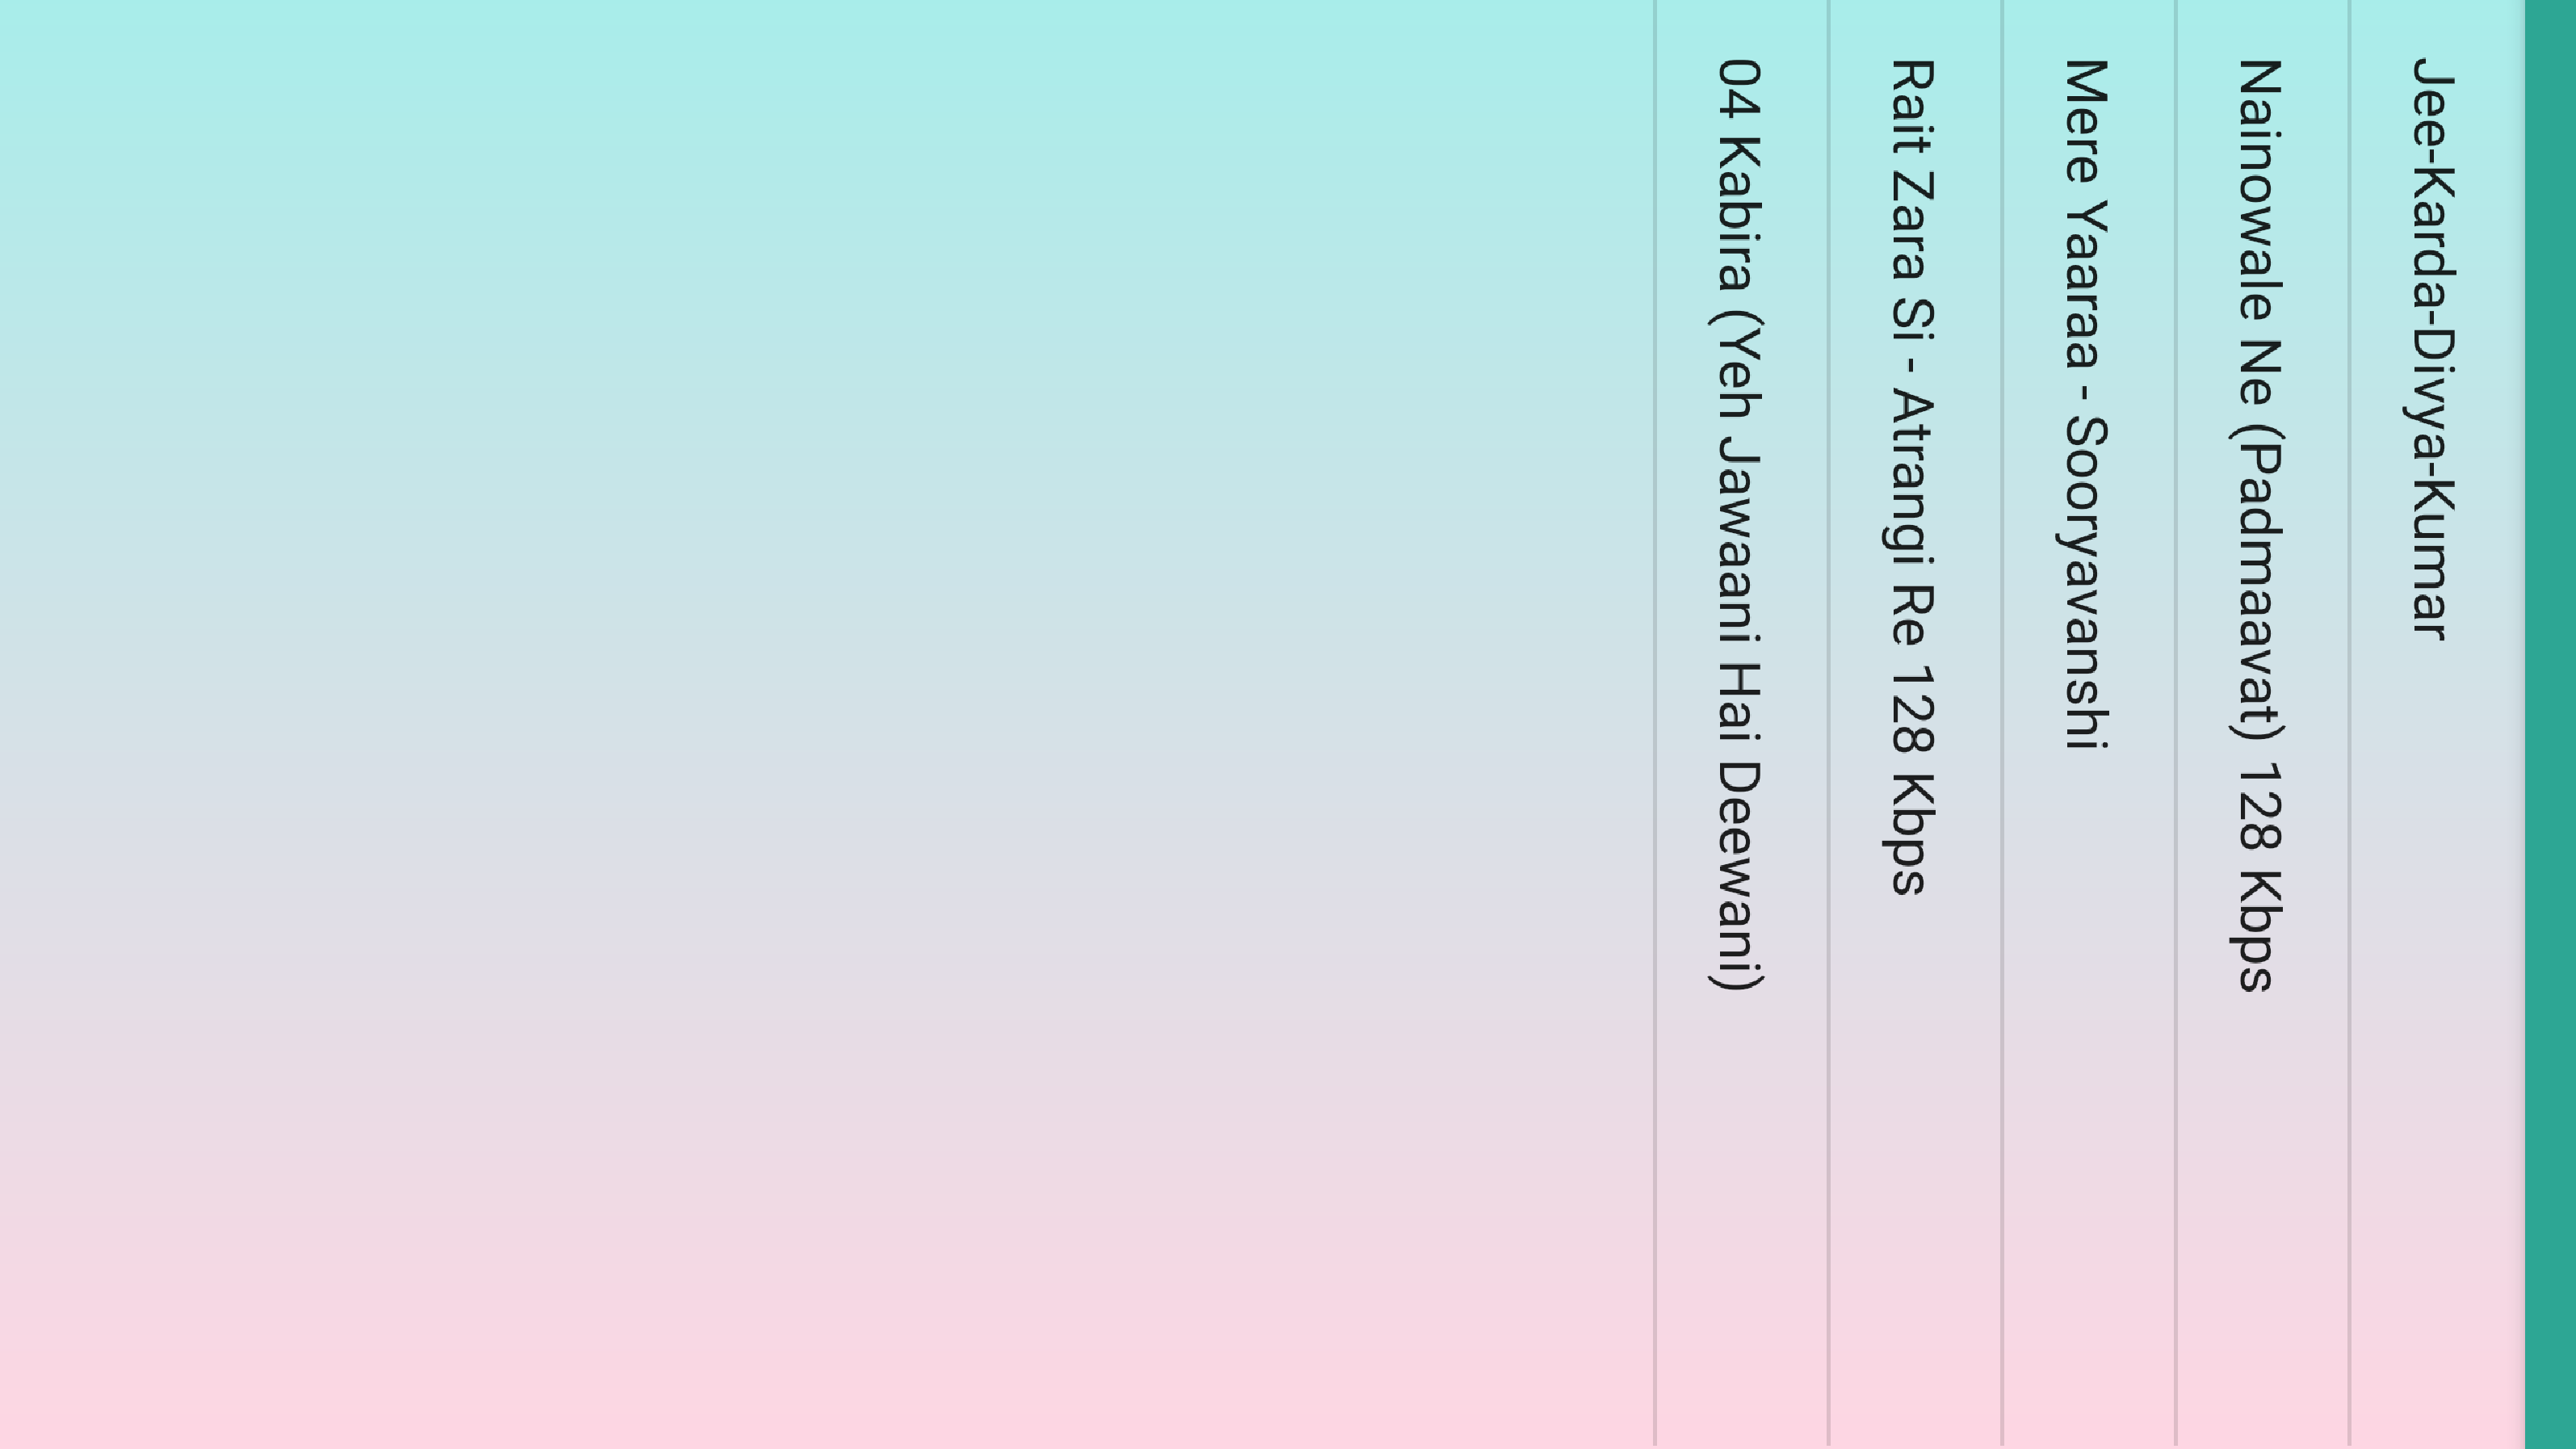 Jee-Karda-Divya-Kumar
Nainowale Ne (Padmaavat) 128 Kbps
Mere Yaaraa - Sooryavanshi
Rait Zara Si - Atrangi Re 128 Kbps
04 Kabira (Yeh Jawaani Hai Deewani)